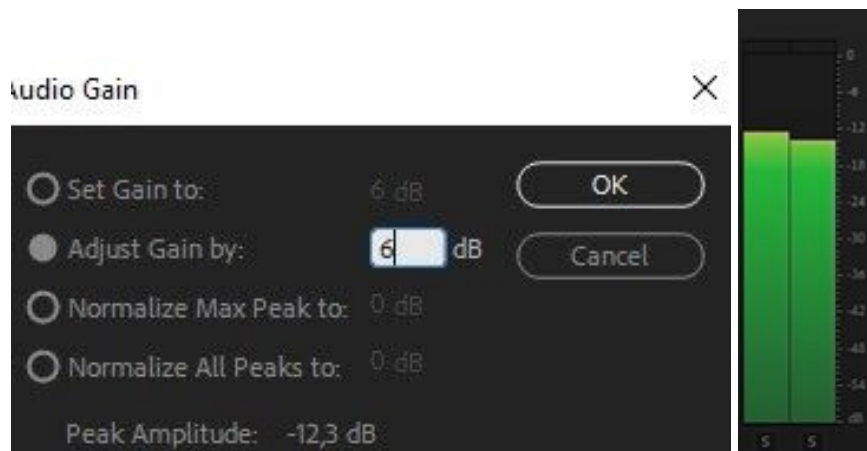 Audio Gain
Set Gain to: 6 dB
OK
Adjust Gain by: 6 dB
Cancel
Normalize Max Peak to: 0 dB
Normalize All Peaks to: 0 dB
Peak Amplitude: -12,3 dB
0
-6
-12
-18
-24
-30
-36
-42
-48
-54
dB
S S